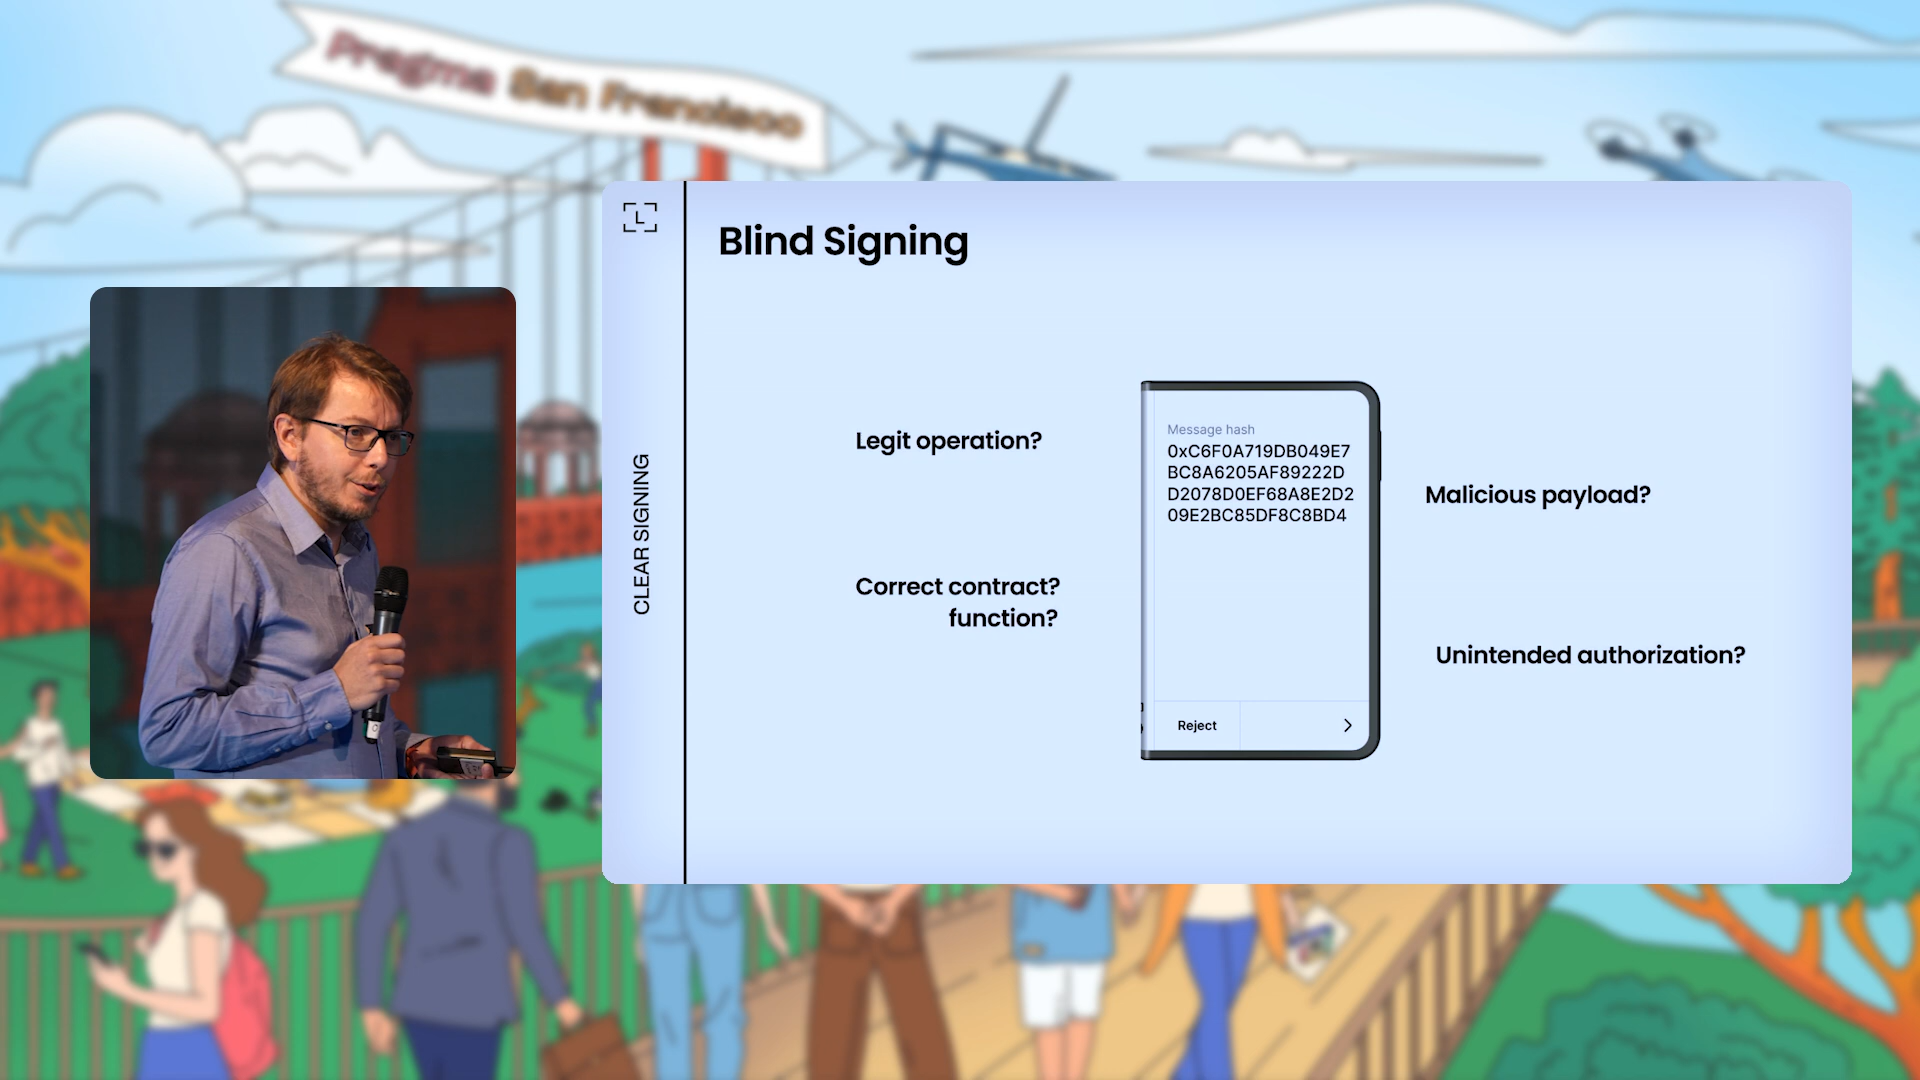 Pragma San Francisco
L
CLEAR SIGNING
Blind Signing
Legit operation?
Correct contract?
function?
Message hash
0xC6F0A719DB049E7
BC8A6205AF89222D
D2078D0EF68A8E2D2
09E2BC85DF8C8BD4
Reject
Malicious payload?
Unintended authorization?